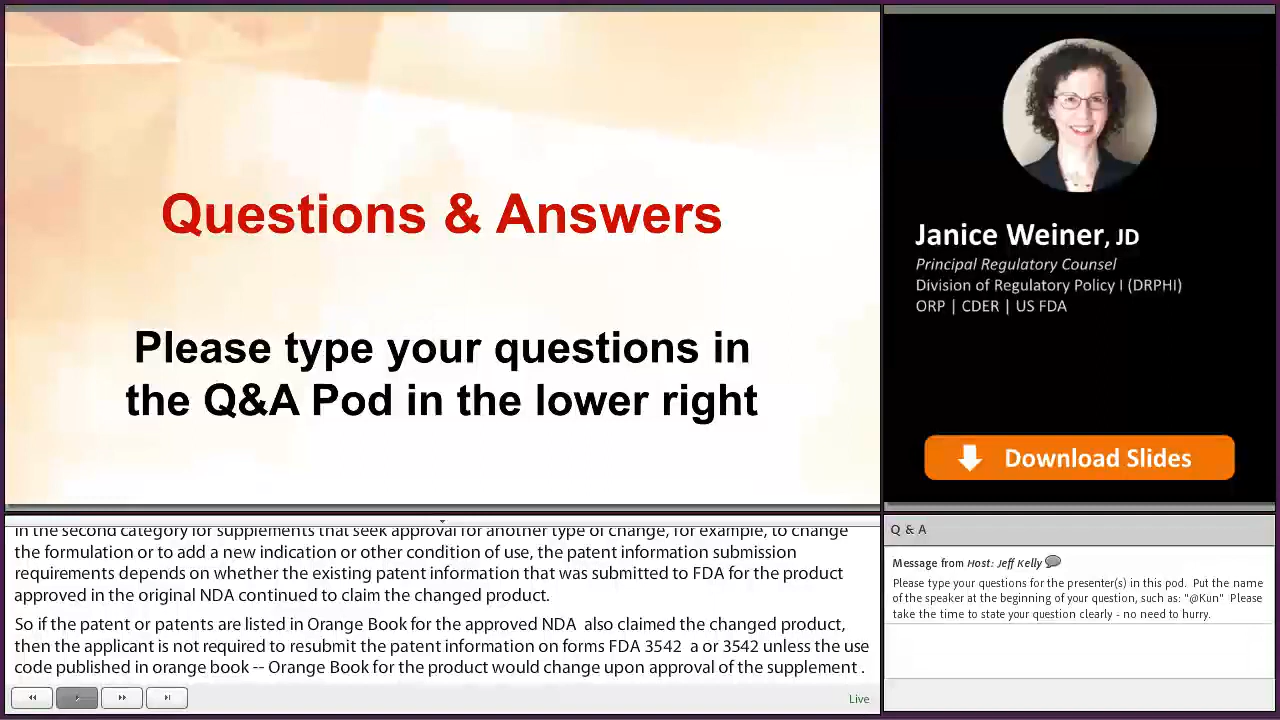 Questions & Answers
Please type your questions in
the Q&A Pod in the lower right
Janice Weiner, JD
Principal Regulatory Counsel
Division of Regulatory Policy I (DRPHI)
ORP | CDER | US FDA
Download Slides
In the second category for supplements that seek approval for another type of change, for example, to change
the formulation or to add a new indication or other condition of use, the patent information submission
requirements depends on whether the existing patent information that was submitted to FDA for the product
approved in the original NDA continued to claim the changed product.
So if the patent or patents are listed in Orange Book for the approved NDA also claimed the changed product,
then the applicant is not required to resubmit the patent information on forms FDA 3542 a or 3542 unless the use
code published in orange book -- Orange Book for the product would change upon approval of the supplement .
Live
Q & A
Message from Host: Jeff Kelly
Please type your questions for the presenter(s) in this pod. Put the name
of the speaker at the beginning of your question, such as: "@Kun" Please
take the time to state your question clearly - no need to hurry.